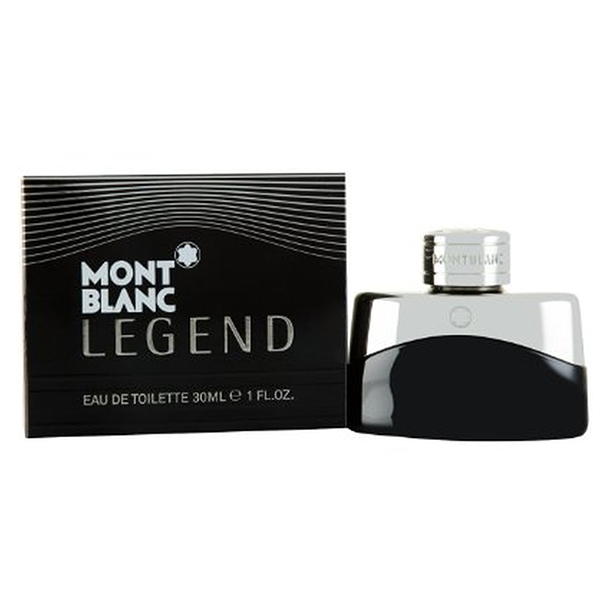 MONT
BLANC
LEGEND
EAU DE TOILETTE 30ML ℮ 1 FL.OZ.
MONTBLANC